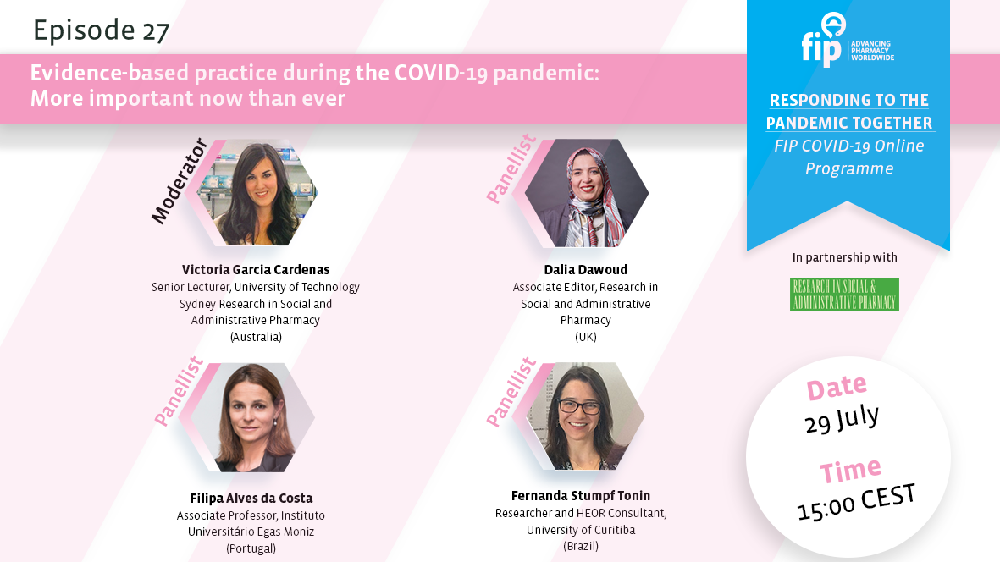 Episode 27
Evidence-based practice during the COVID-19 pandemic:
More important now than ever
fip
ADVANCING
PHARMACY
WORLDWIDE
RESPONDING TO THE
PANDEMIC TOGETHER
FIP COVID-19 Online
Programme
In partnership with
RESEARCH IN SOCIAL &
ADMINISTRATIVE PHARMACY
Moderator
Victoria Garcia Cardenas
Senior Lecturer, University of Technology
Sydney Research in Social and
Administrative Pharmacy
(Australia)
Panellist
Dalia Dawoud
Associate Editor, Research in
Social and Administrative
Pharmacy
(UK)
Panellist
Filipa Alves da Costa
Associate Professor, Instituto
Universitário Egas Moniz
(Portugal)
Panellist
Fernanda Stumpf Tonin
Researcher and HEOR Consultant,
University of Curitiba
(Brazil)
Date
29 July
Time
15:00 CEST